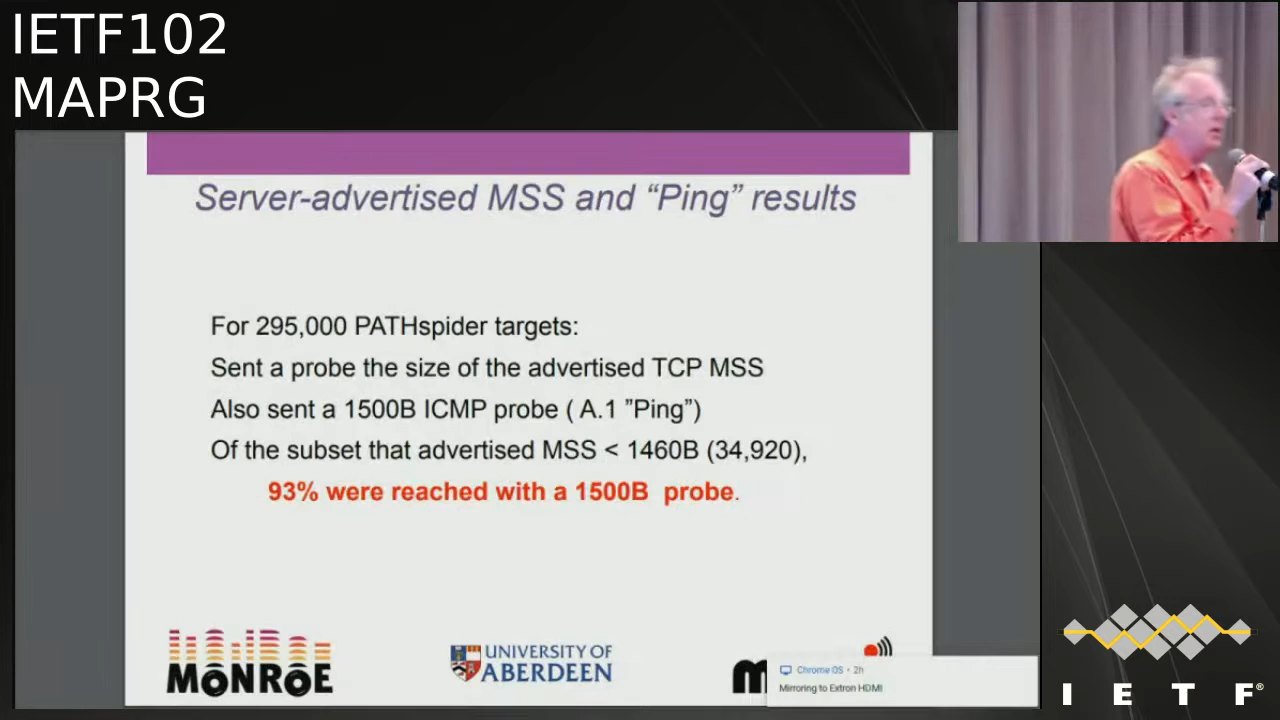 IETF102
MAPRG
Server-advertised MSS and “Ping” results
For 295,000 PATHspider targets:
Sent a probe the size of the advertised TCP MSS
Also sent a 1500B ICMP probe ( A.1 ”Ping”)
Of the subset that advertised MSS < 1460B (34,920),
93% were reached with a 1500B probe.
MONROE
UNIVERSITY OF
ABERDEEN
m
Chrome OS • 2h
Mirroring to Extron HDMI
I E T F®